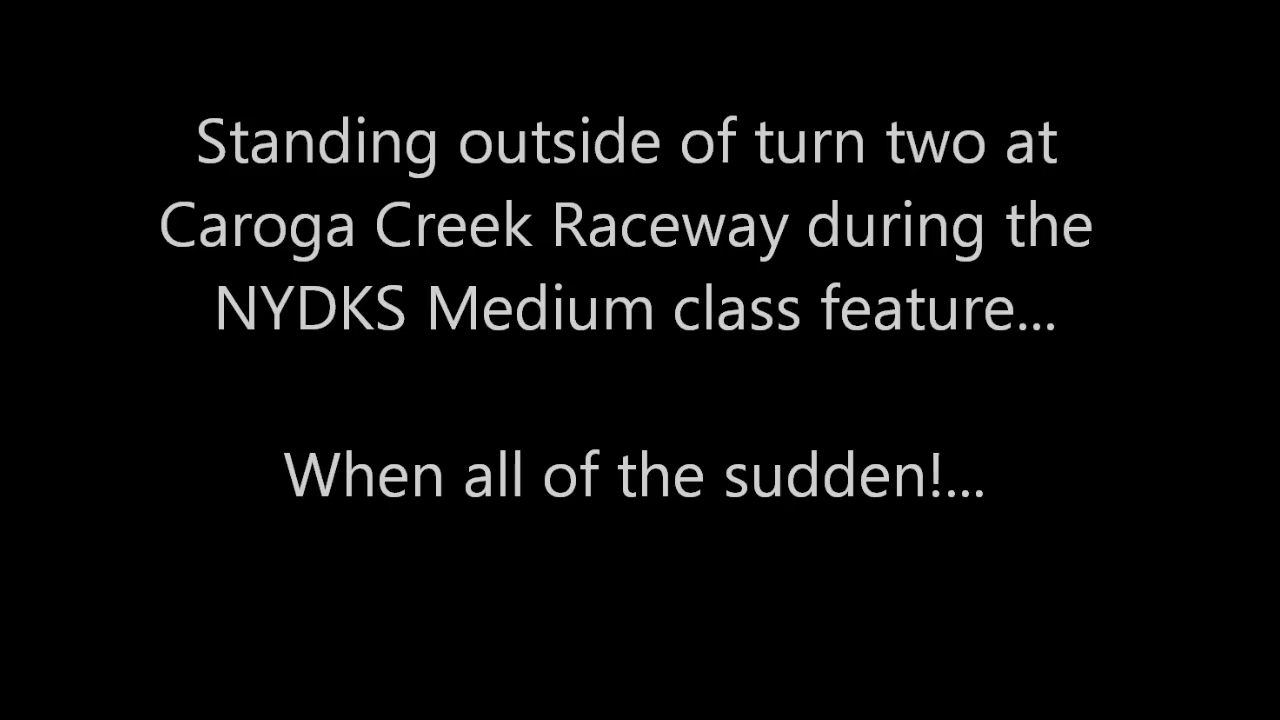 Standing outside of turn two at
Caroga Creek Raceway during the
NYDKS Medium class feature...
When all of the sudden!...